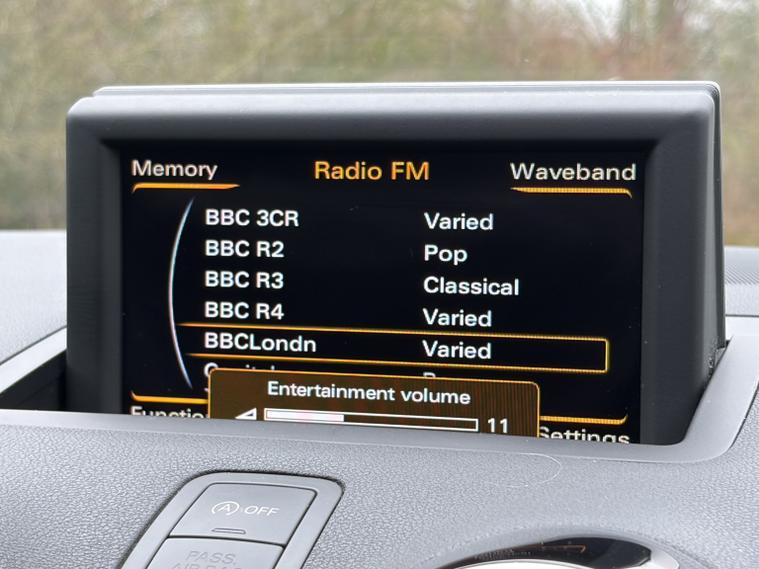 Memory Radio FM Waveband
BBC 3CR Varied
BBC R2 Pop
BBC R3 Classical
BBC R4 Varied
BBCLondn Varied
Entertainment volume
11
Settings
OFF
PASS